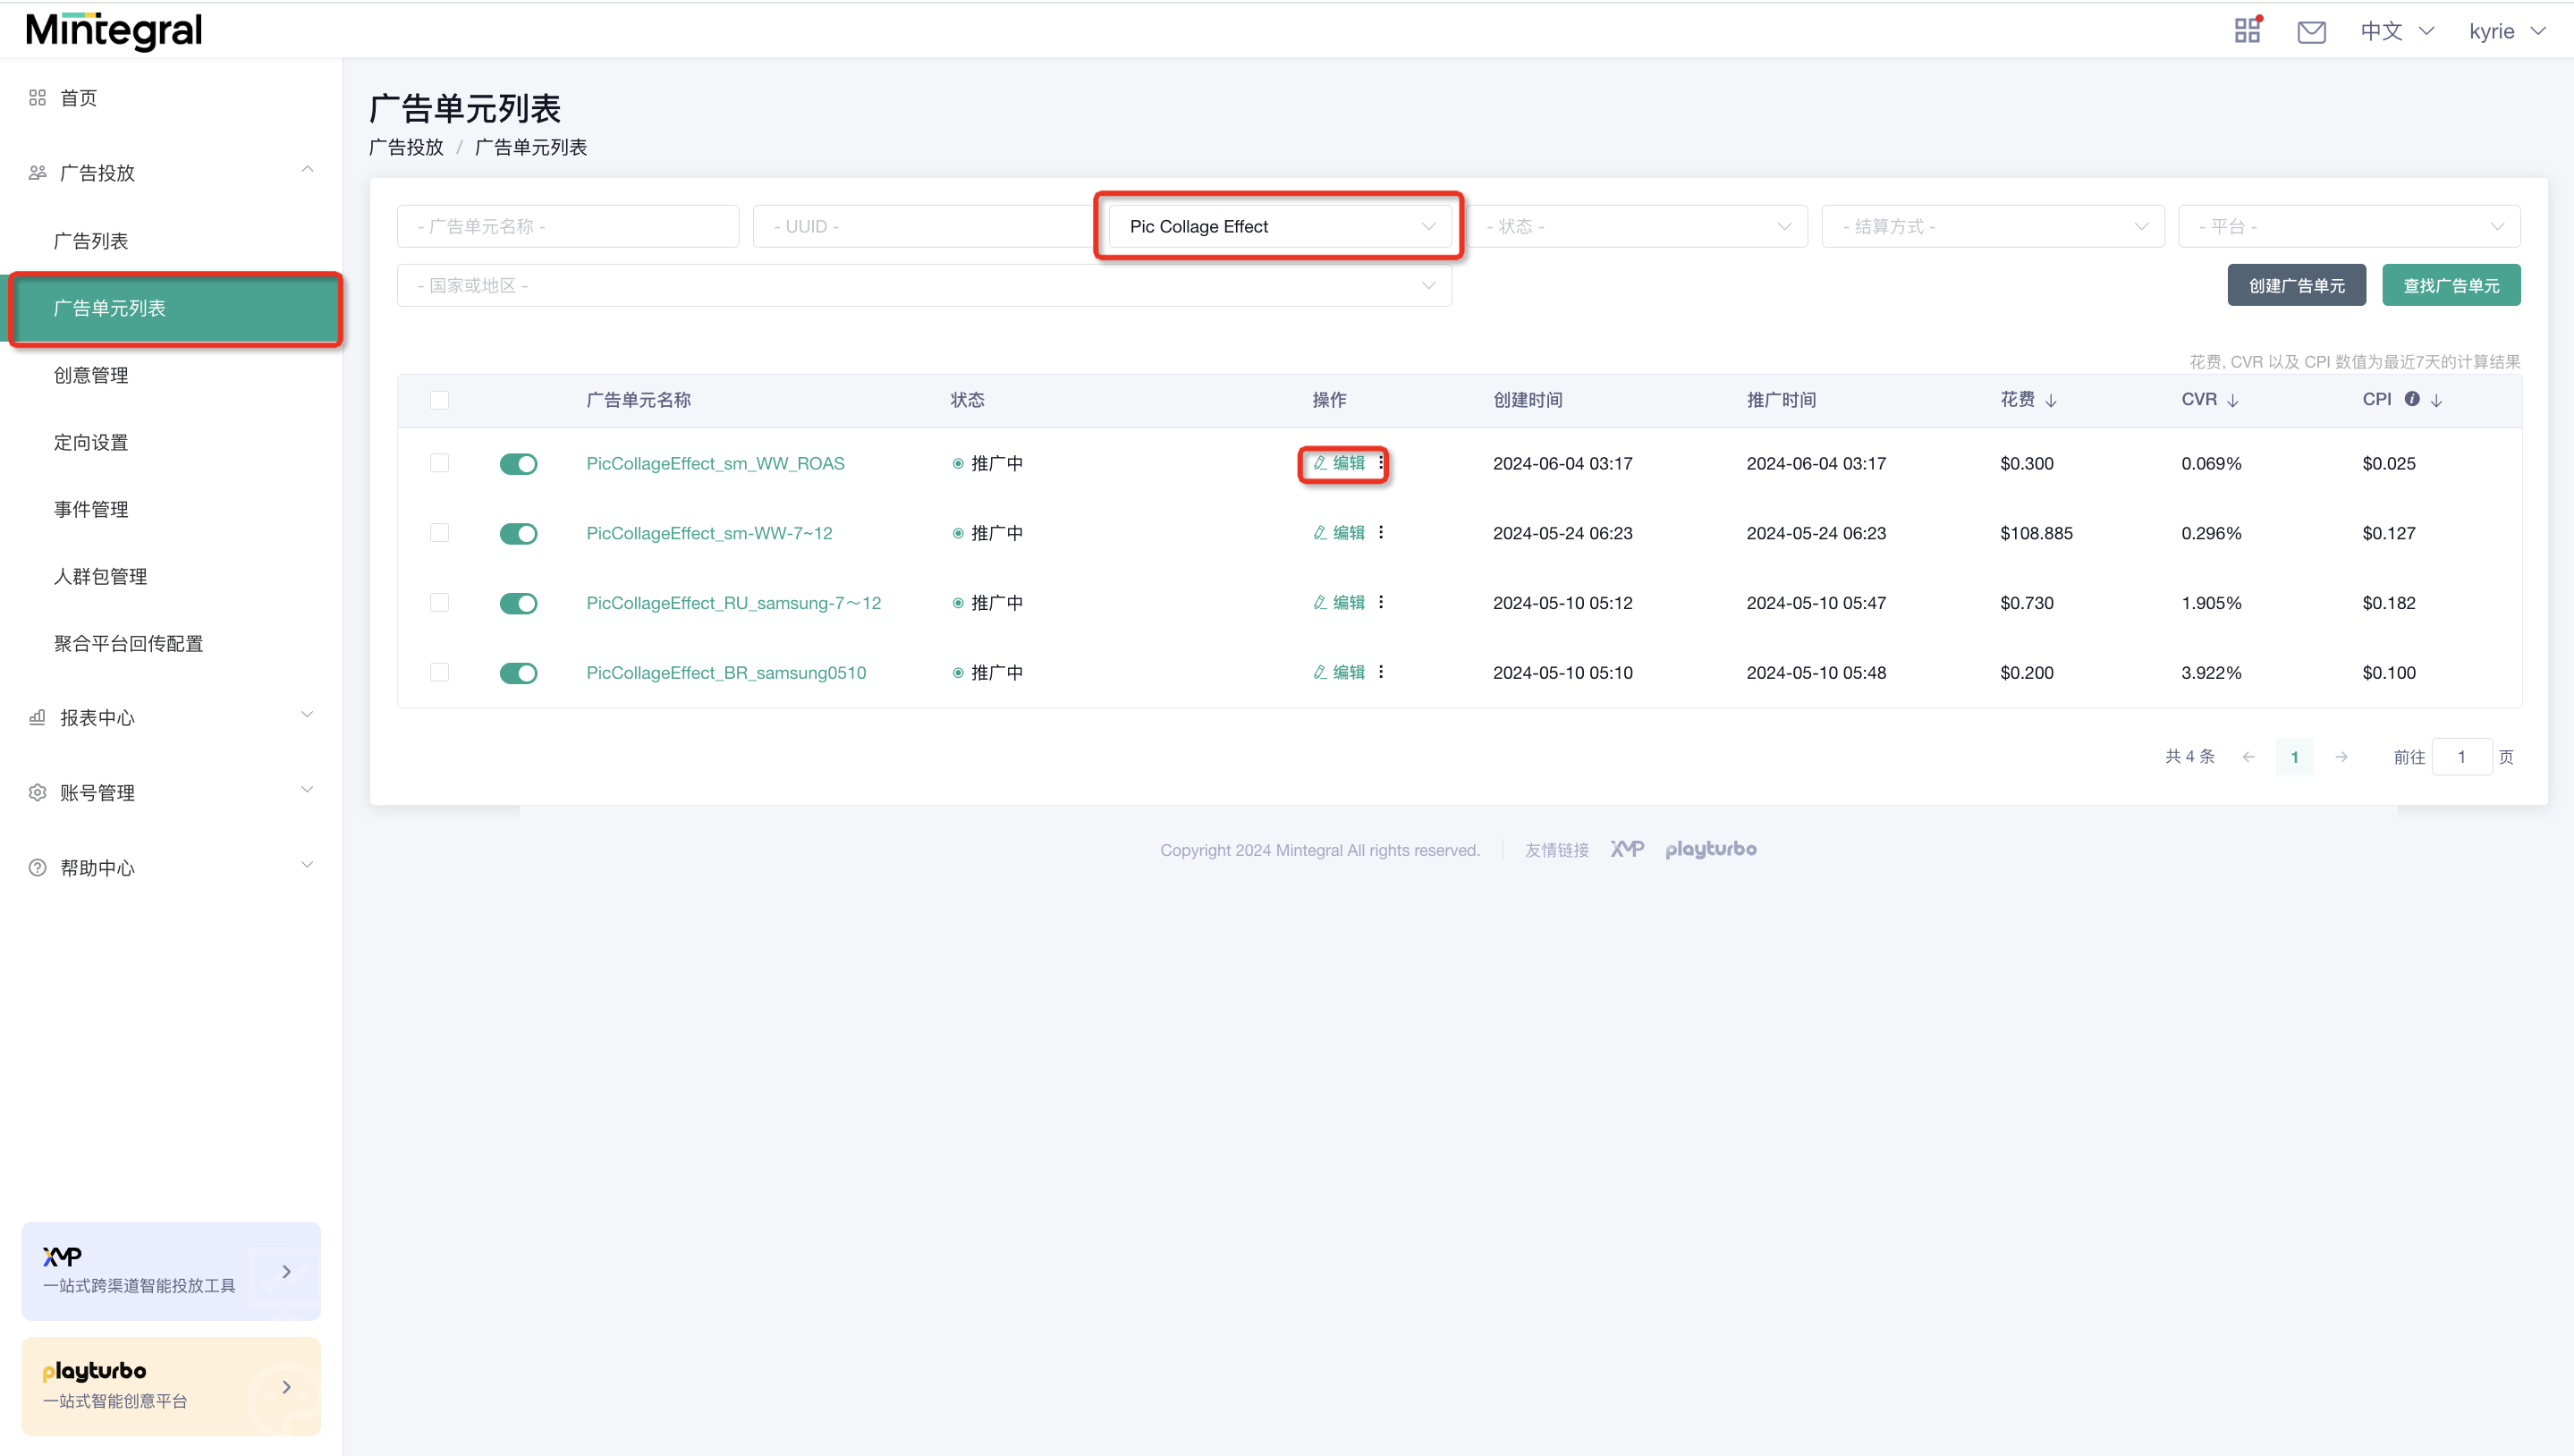 Mintegral
中文
kyrie
首页
广告投放
广告列表
广告单元列表
创意管理
定向设置
事件管理
人群包管理
聚合平台回传配置
报表中心
账号管理
帮助中心
XMP
一站式跨渠道智能投放工具
playturbo
一站式智能创意平台
广告单元列表
广告投放 / 广告单元列表
- 广告单元名称 - - UUID - Pic Collage Effect - 状态 - - 结算方式 - - 平台 -
- 国家或地区 - 创建广告单元 查找广告单元
花费, CVR 以及 CPI 数值为最近7天的计算结果
广告单元名称 状态 操作 创建时间 推广时间 花费 ↓ CVR ↓ CPI i ↓
PicCollageEffect_sm_WW_ROAS 推广中 编辑 2024-06-04 03:17 2024-06-04 03:17 $0.300 0.069% $0.025
PicCollageEffect_sm-WW-7~12 推广中 编辑 2024-05-24 06:23 2024-05-24 06:23 $108.885 0.296% $0.127
PicCollageEffect_RU_samsung-7～12 推广中 编辑 2024-05-10 05:12 2024-05-10 05:47 $0.730 1.905% $0.182
PicCollageEffect_BR_samsung0510 推广中 编辑 2024-05-10 05:10 2024-05-10 05:48 $0.200 3.922% $0.100
共 4 条 ← 1 → 前往 1 页
Copyright 2024 Mintegral All rights reserved. 友情链接 XMP playturbo